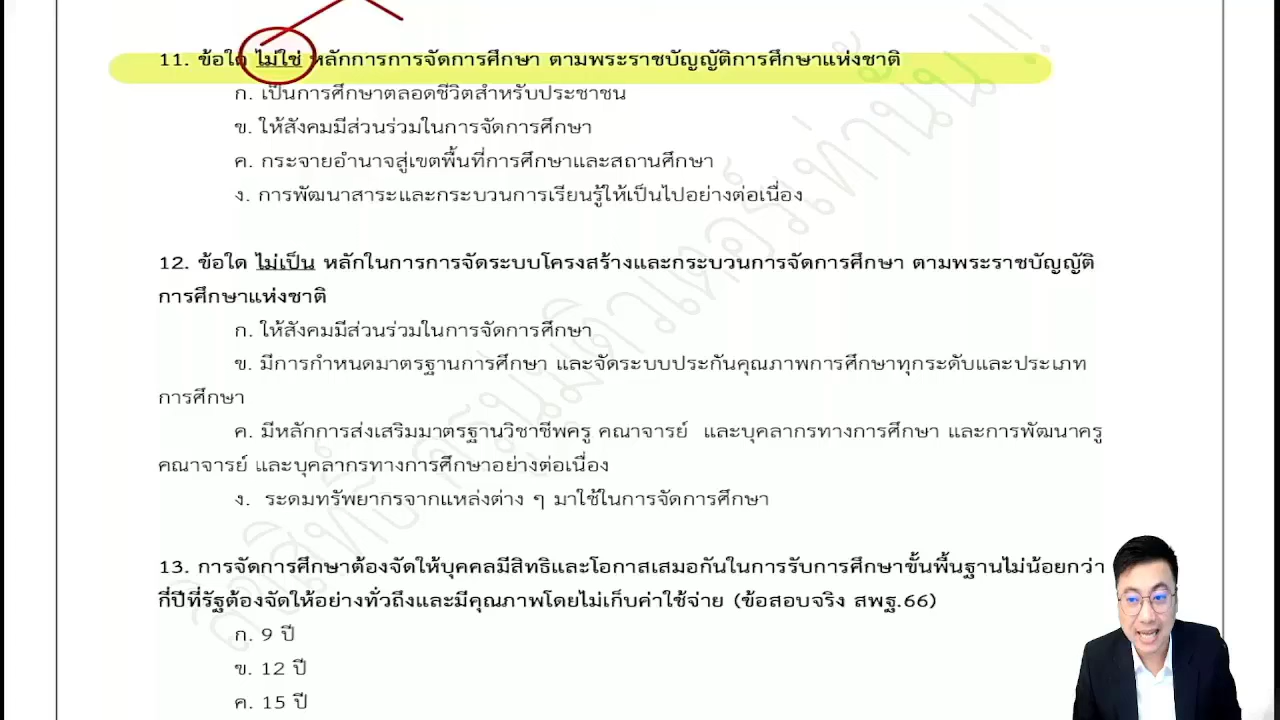 11. ข้อใด ไม่ใช่ หลักการการจัดการศึกษา ตามพระราชบัญญัติการศึกษาแห่งชาติ
ก. เป็นการศึกษาตลอดชีวิตสำหรับประชาชน
ข. ให้สังคมมีส่วนร่วมในการจัดการศึกษา
ค. กระจายอำนาจสู่เขตพื้นที่การศึกษาและสถานศึกษา
ง. การพัฒนาสาระและกระบวนการเรียนรู้ให้เป็นไปอย่างต่อเนื่อง
12. ข้อใด ไม่เป็น หลักในการการจัดระบบโครงสร้างและกระบวนการจัดการศึกษา ตามพระราชบัญญัติ
การศึกษาแห่งชาติ
ก. ให้สังคมมีส่วนร่วมในการจัดการศึกษา
ข. มีการกำหนดมาตรฐานการศึกษา และจัดระบบประกันคุณภาพการศึกษาทุกระดับและประเภท
การศึกษา
ค. มีหลักการส่งเสริมมาตรฐานวิชาชีพครู คณาจารย์ และบุคลากรทางการศึกษา และการพัฒนาครู
คณาจารย์ และบุคลากรทางการศึกษาอย่างต่อเนื่อง
ง. ระดมทรัพยากรจากแหล่งต่าง ๆ มาใช้ในการจัดการศึกษา
13. การจัดการศึกษาต้องจัดให้บุคคลมีสิทธิและโอกาสเสมอกันในการรับการศึกษาขั้นพื้นฐานไม่น้อยกว่า
กี่ปีที่รัฐต้องจัดให้อย่างทั่วถึงและมีคุณภาพโดยไม่เก็บค่าใช้จ่าย (ข้อสอบจริง สพฐ.66)
ก. 9 ปี
ข. 12 ปี
ค. 15 ปี